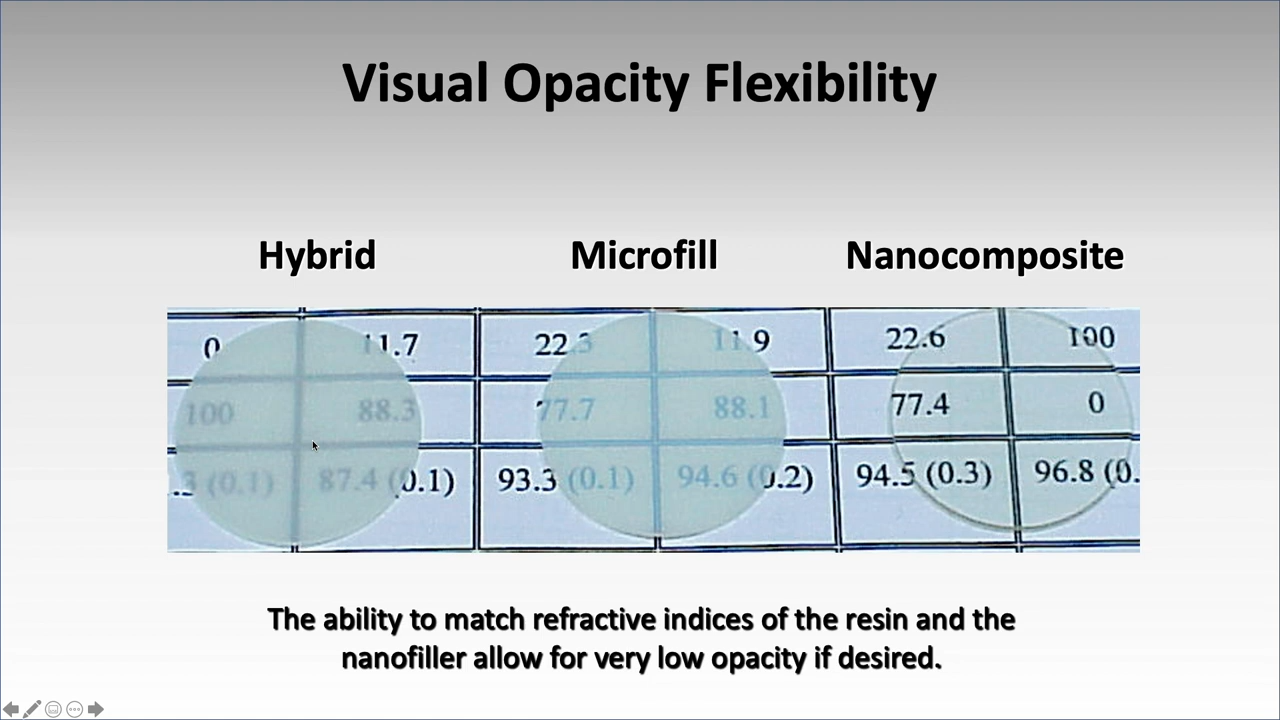 Visual Opacity Flexibility
Hybrid Microfill Nanocomposite
0 11.7 22.3 11.9 22.6 100
100 88.3 77.7 88.1 77.4 0
.3 (0.1) 87.4 (0.1) 93.3 (0.1) 94.6 (0.2) 94.5 (0.3) 96.8 (0.
The ability to match refractive indices of the resin and the
nanofiller allow for very low opacity if desired.